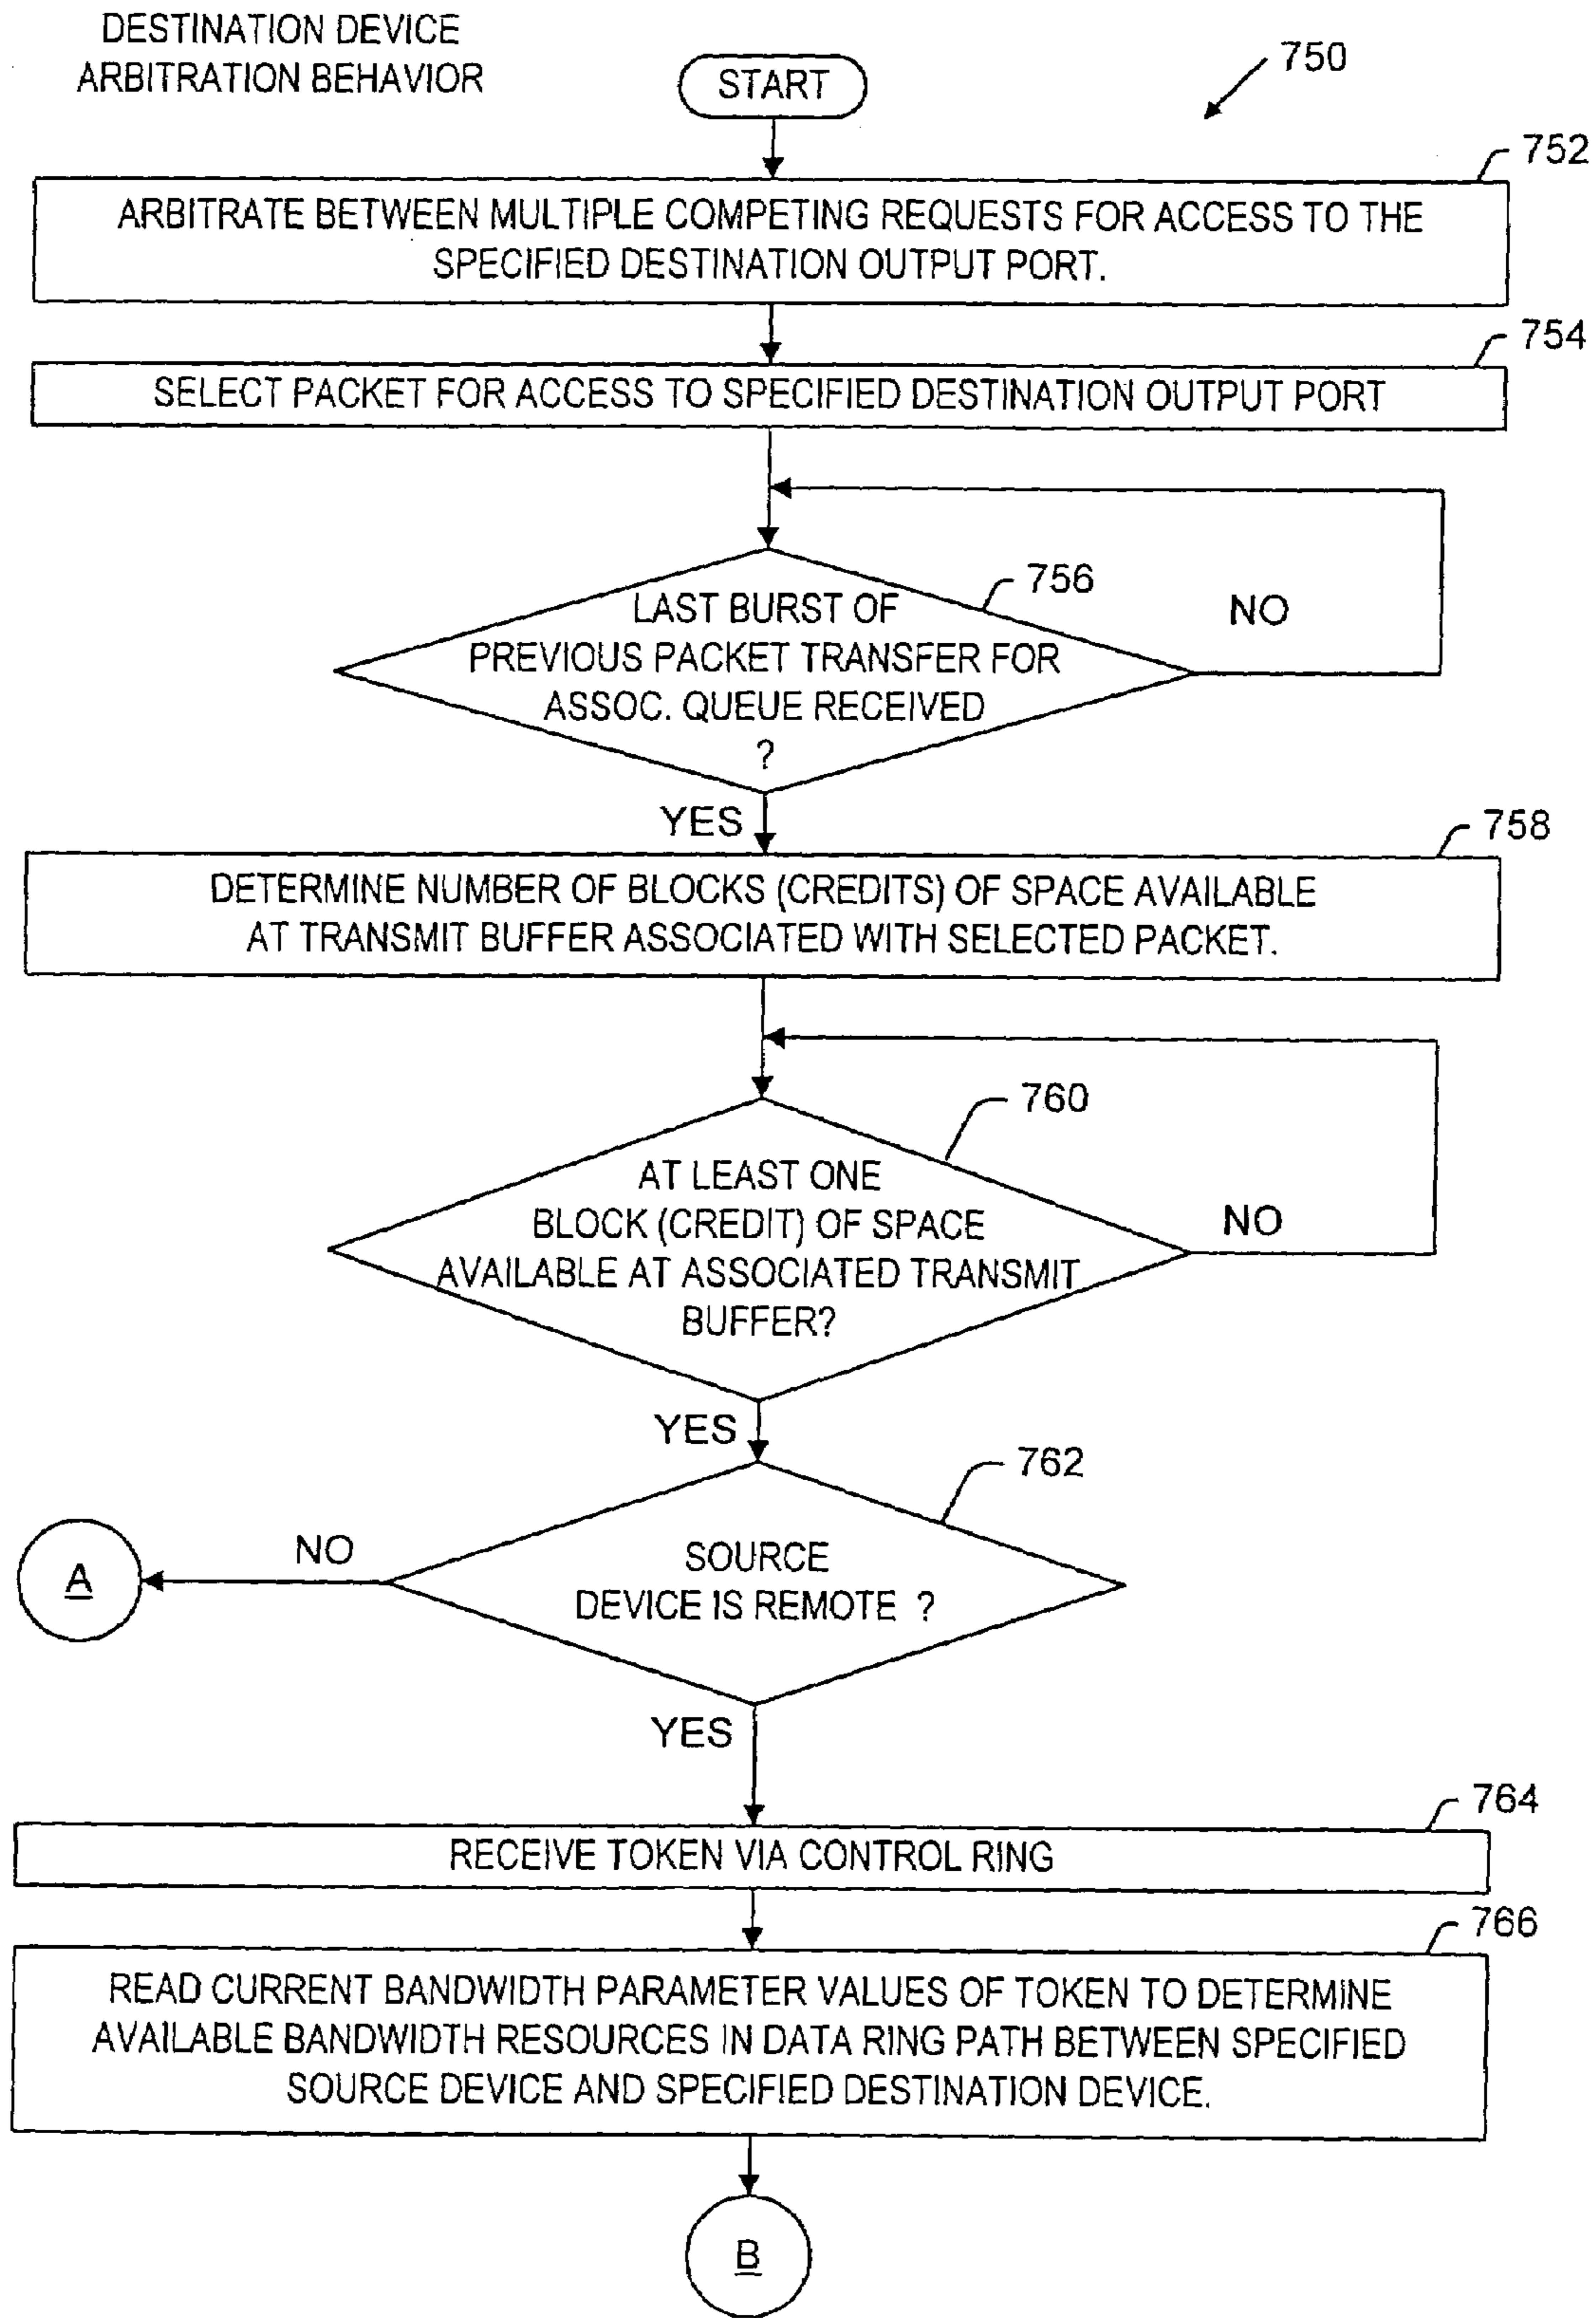 DESTINATION DEVICE
ARBITRATION BEHAVIOR
START
750
752
ARBITRATE BETWEEN MULTIPLE COMPETING REQUESTS FOR ACCESS TO THE
SPECIFIED DESTINATION OUTPUT PORT.
754
SELECT PACKET FOR ACCESS TO SPECIFIED DESTINATION OUTPUT PORT
756
LAST BURST OF
PREVIOUS PACKET TRANSFER FOR
ASSOC. QUEUE RECEIVED
?
NO
YES
758
DETERMINE NUMBER OF BLOCKS (CREDITS) OF SPACE AVAILABLE
AT TRANSMIT BUFFER ASSOCIATED WITH SELECTED PACKET.
760
AT LEAST ONE
BLOCK (CREDIT) OF SPACE
AVAILABLE AT ASSOCIATED TRANSMIT
BUFFER?
NO
YES
762
SOURCE
DEVICE IS REMOTE ?
NO
A
YES
764
RECEIVE TOKEN VIA CONTROL RING
766
READ CURRENT BANDWIDTH PARAMETER VALUES OF TOKEN TO DETERMINE
AVAILABLE BANDWIDTH RESOURCES IN DATA RING PATH BETWEEN SPECIFIED
SOURCE DEVICE AND SPECIFIED DESTINATION DEVICE.
B